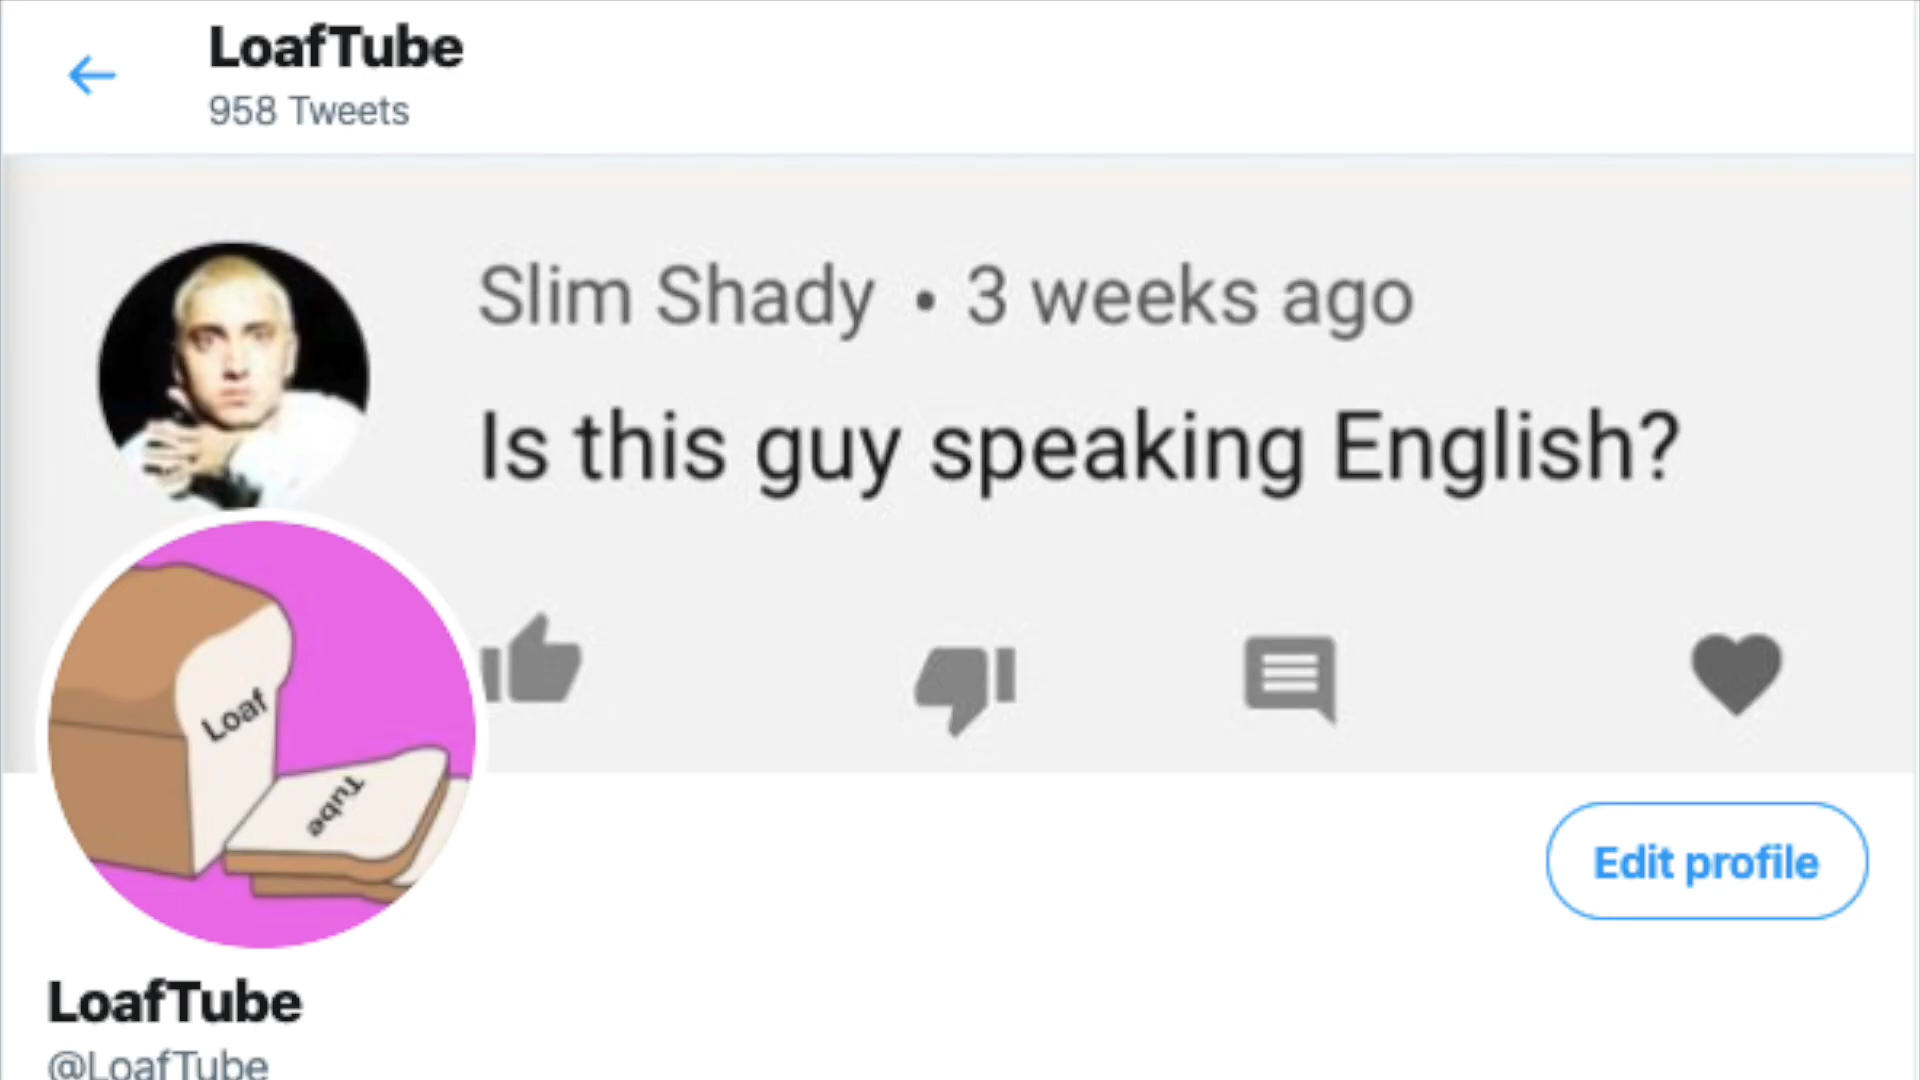 LoafTube
958 Tweets
Slim Shady • 3 weeks ago
Is this guy speaking English?
Loaf
Tube
Edit profile
LoafTube
@LoafTube